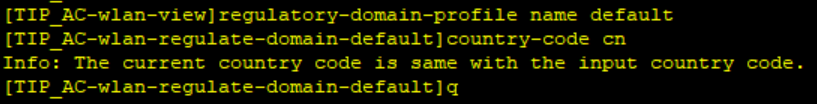 [TIP_AC-wlan-view]regulatory-domain-profile name default
[TIP_AC-wlan-regulate-domain-default]country-code cn
Info: The current country code is same with the input country code.
[TIP_AC-wlan-regulate-domain-default]q